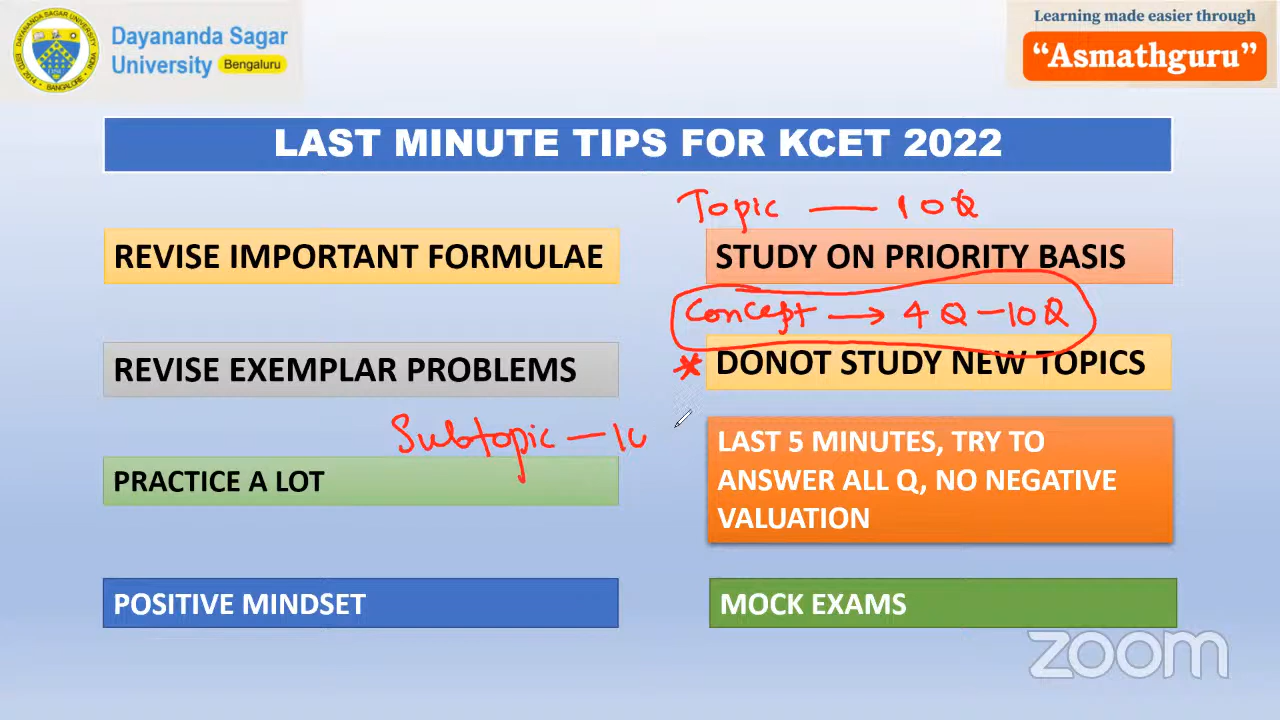 Dayananda Sagar
University Bengaluru
Learning made easier through
“Asmathguru”
LAST MINUTE TIPS FOR KCET 2022
Topic — 10Q
REVISE IMPORTANT FORMULAE
STUDY ON PRIORITY BASIS
Concept → 4Q – 10Q
REVISE EXEMPLAR PROBLEMS
* DONOT STUDY NEW TOPICS
Subtopic –
PRACTICE A LOT
LAST 5 MINUTES, TRY TO
ANSWER ALL Q, NO NEGATIVE
VALUATION
POSITIVE MINDSET
MOCK EXAMS
zoom